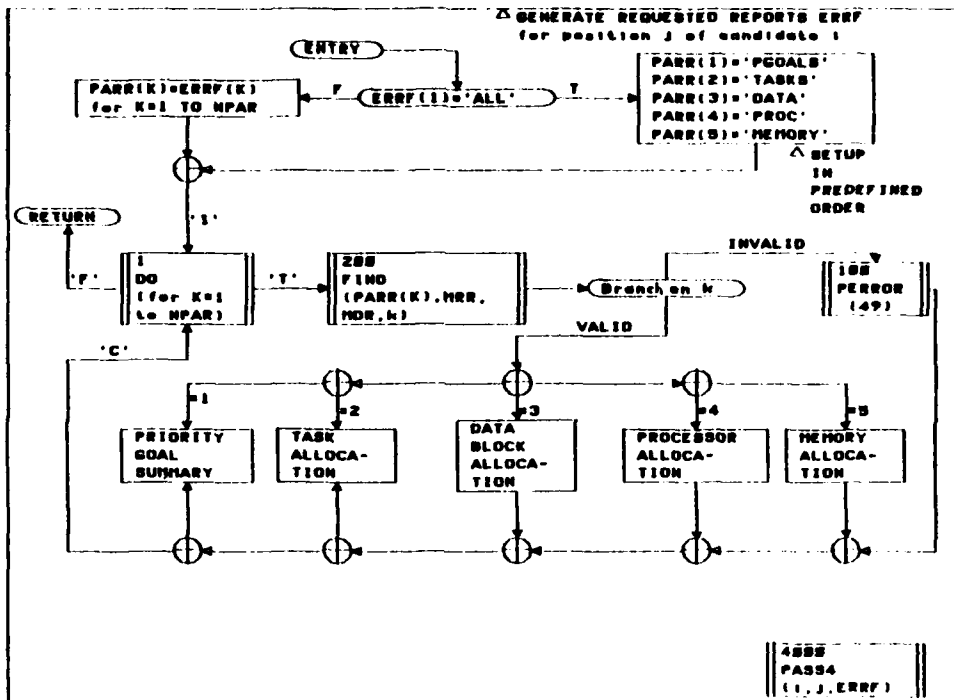 △ GENERATE REQUESTED REPORTS ERRF
for position j of candidate i
ENTRY
PARR(K)=ERRF(K)
for K=1 TO NPAR
F
ERRF(1)='ALL'
T
PARR(1)='PGOALS'
PARR(2)='TASKS'
PARR(3)='DATA'
PARR(4)='PROC'
PARR(5)='MEMORY'
△ SETUP
IN
PREDEFINED
ORDER
RETURN
'I'
INVALID
'F'
1
DO
(for K=1
to NPAR)
'T'
200
FIND
(PARR(K),MRR,
MDR,k)
Branch on k
100
PERROR
(49)
VALID
'C'
=1
=2
=3
=4
=5
PRIORITY
GOAL
SUMMARY
TASK
ALLOCA-
TION
DATA
BLOCK
ALLOCA-
TION
PROCESSOR
ALLOCA-
TION
MEMORY
ALLOCA-
TION
4000
PASS4
(i,j,ERRF)